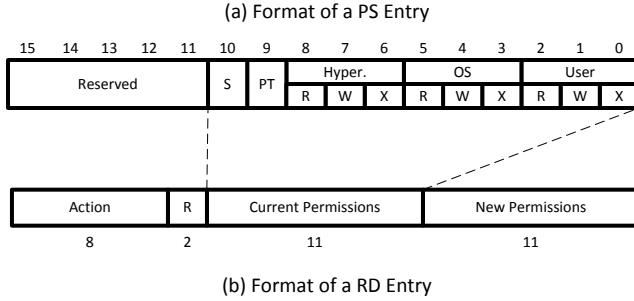 (a) Format of a PS Entry
15 14 13 12 11 10 9 8 7 6 5 4 3 2 1 0
Reserved S PT Hyper. OS User
R W X R W X R W X
Action R Current Permissions New Permissions
8 2 11 11
(b) Format of a RD Entry